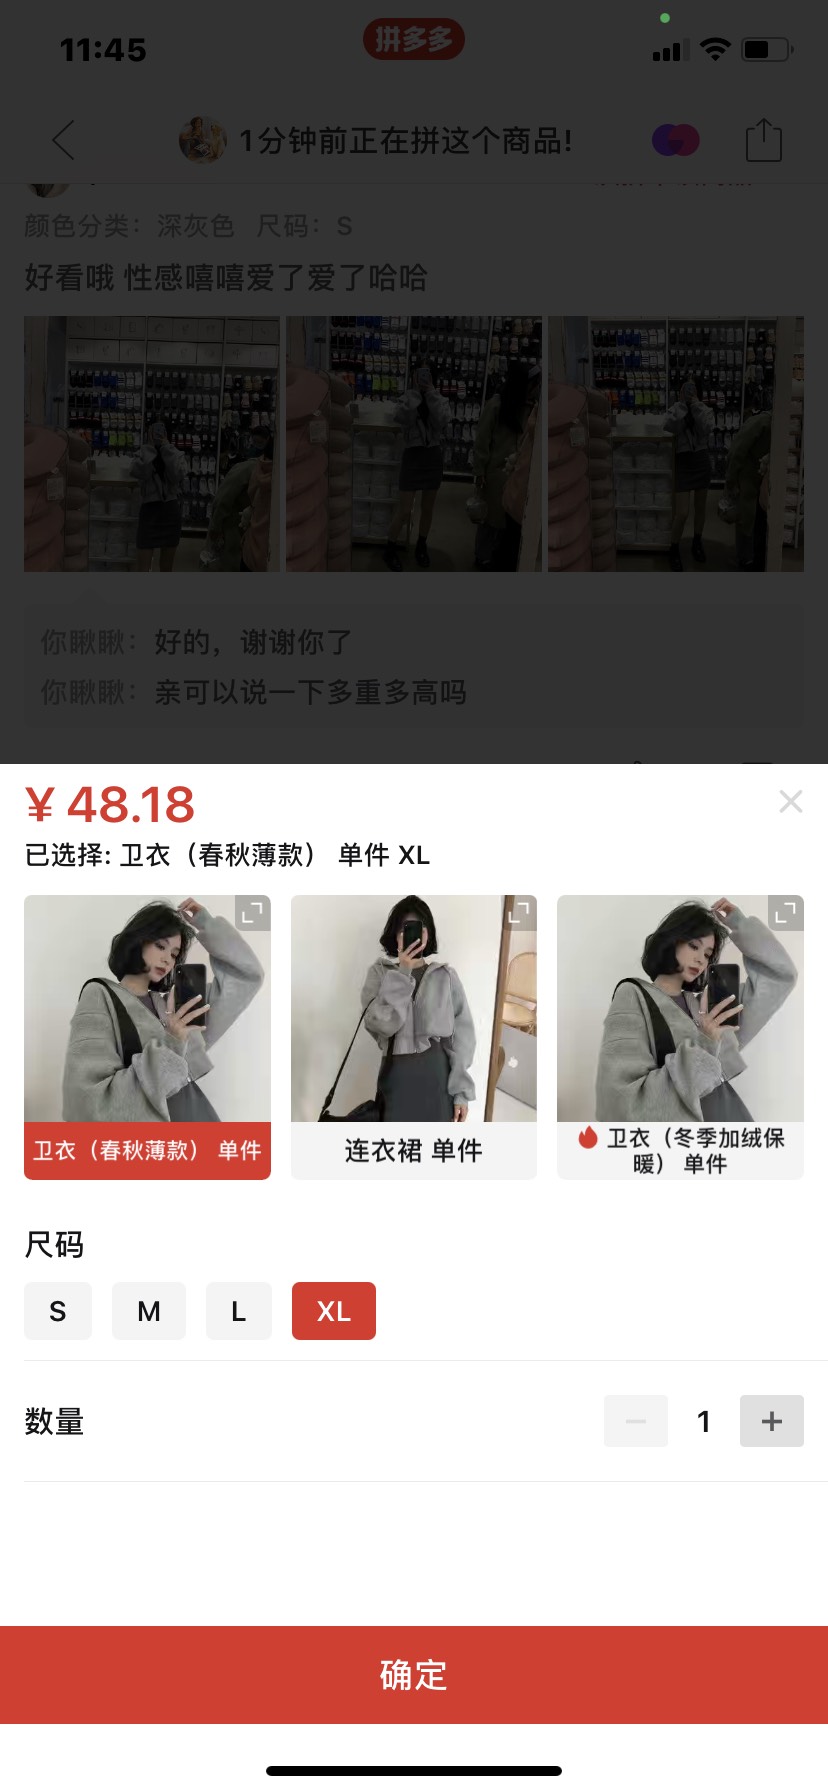 11:45
拼多多
1分钟前正在拼这个商品!
颜色分类：深灰色 尺码：S
好看哦 性感嘻嘻爱了爱了哈哈
你瞅瞅：好的，谢谢你了
你瞅瞅：亲可以说一下多重多高吗
¥ 48.18
已选择: 卫衣（春秋薄款） 单件 XL
卫衣（春秋薄款） 单件
连衣裙 单件
卫衣（冬季加绒保
暖） 单件
尺码
S M L XL
数量
1
确定